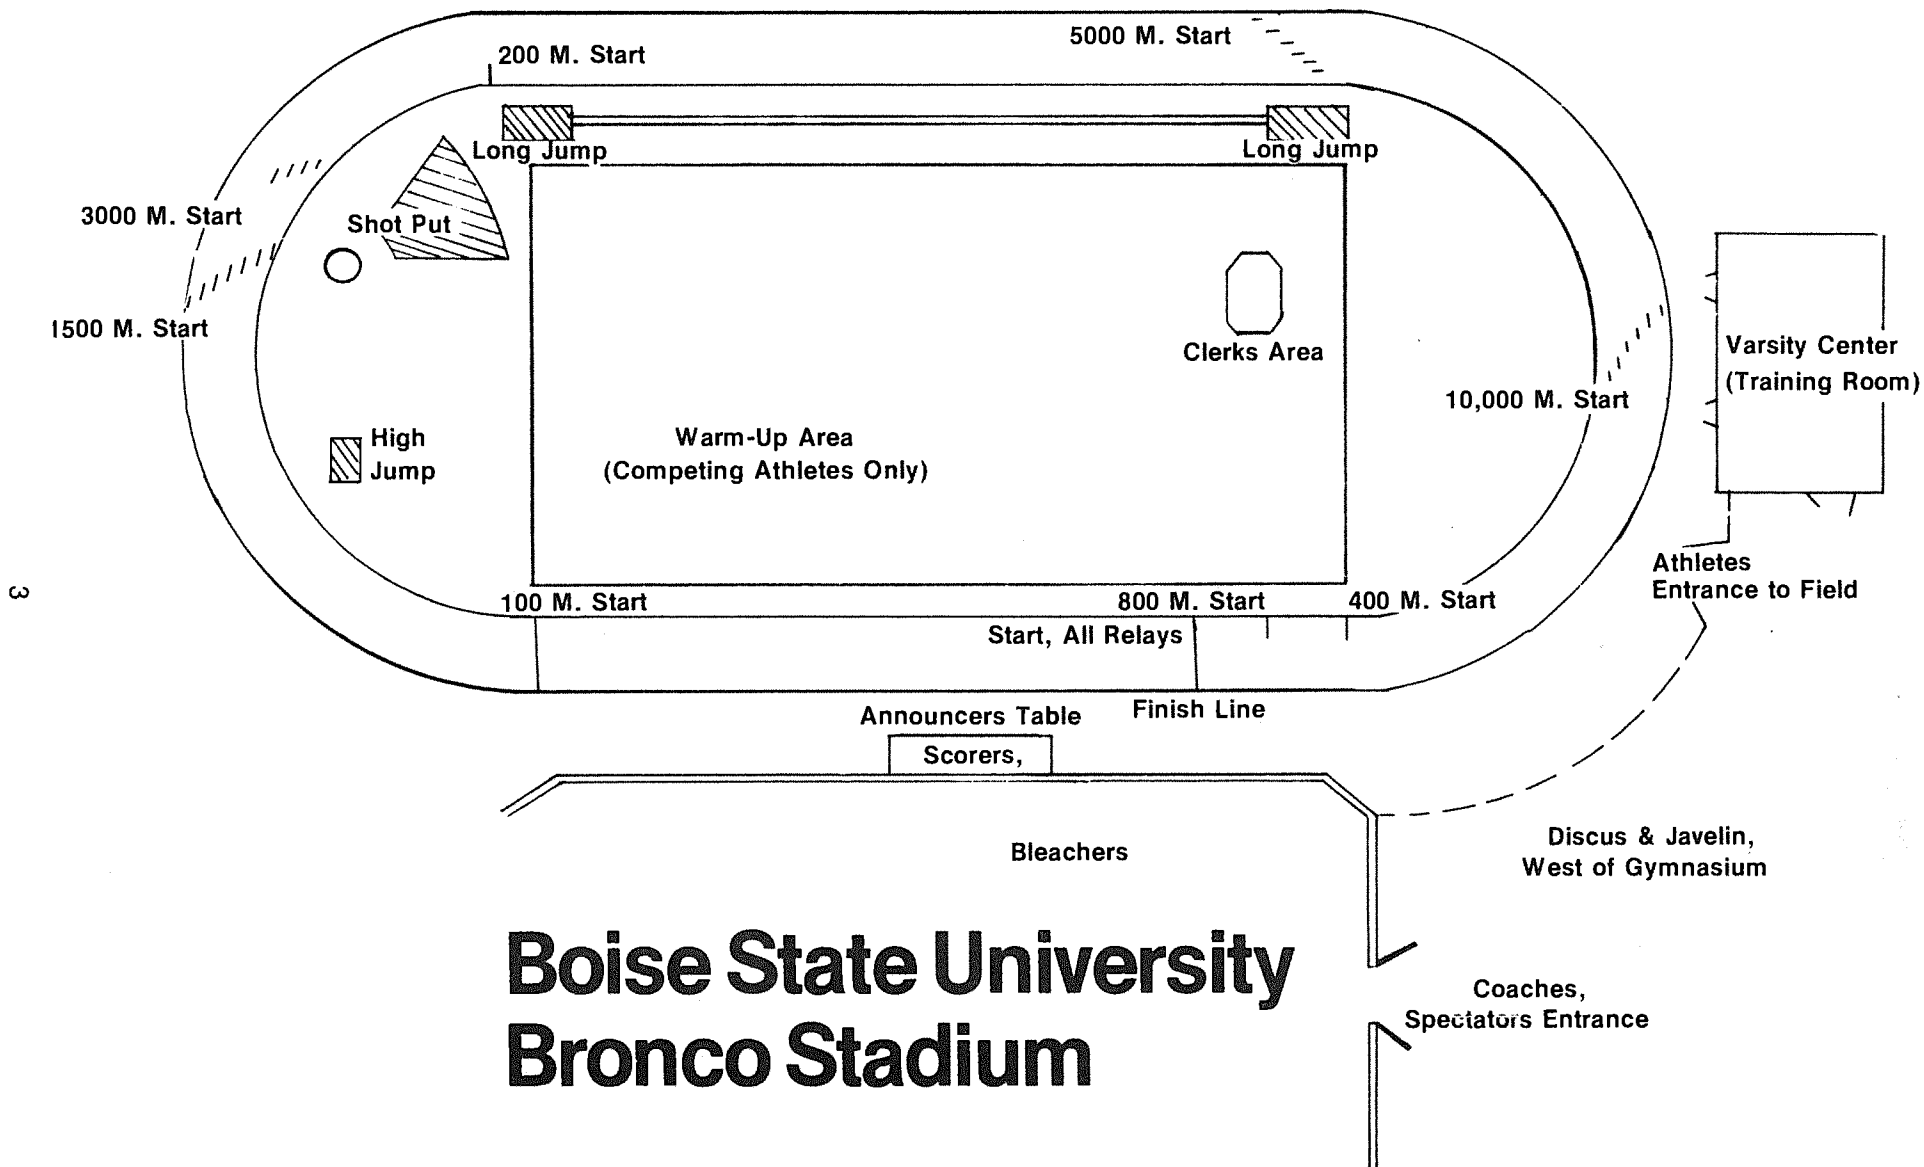 5000 M. Start
200 M. Start
Long Jump
Long Jump
3000 M. Start
Shot Put
1500 M. Start
Clerks Area
Varsity Center
(Training Room)
10,000 M. Start
High
Jump
Warm-Up Area
(Competing Athletes Only)
Athletes
Entrance to Field
3
100 M. Start
800 M. Start
400 M. Start
Start, All Relays
Announcers Table
Finish Line
Scorers,
Bleachers
Discus & Javelin,
West of Gymnasium
Boise State University
Bronco Stadium
Coaches,
Spectators Entrance